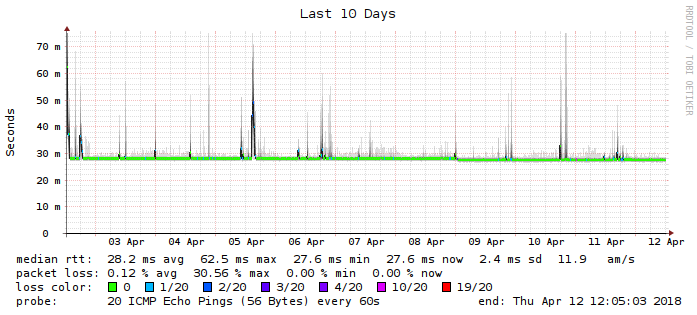 Last 10 Days
RRDTOOL / TOBI OETIKER
Seconds
70 m
60 m
50 m
40 m
30 m
20 m
10 m
0
03 Apr 04 Apr 05 Apr 06 Apr 07 Apr 08 Apr 09 Apr 10 Apr 11 Apr 12 Apr
median rtt: 28.2 ms avg 62.5 ms max 27.6 ms min 27.6 ms now 2.4 ms sd 11.9 am/s
packet loss: 0.12 % avg 30.56 % max 0.00 % min 0.00 % now
loss color: 0 1/20 2/20 3/20 4/20 10/20 19/20
probe: 20 ICMP Echo Pings (56 Bytes) every 60s end: Thu Apr 12 12:05:03 2018